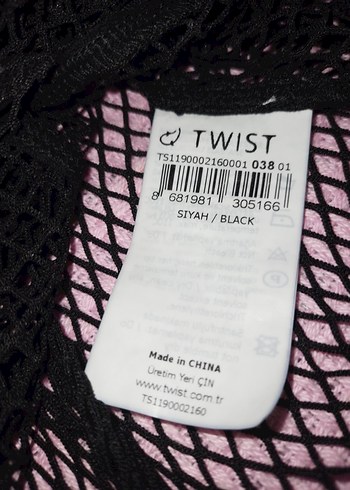 TWIST
TS1190002160001 038 01
8 681981 305166
SIYAH / BLACK
Made in CHINA
Üretim Yeri ÇİN
www.twist.com.tr
TS1190002160